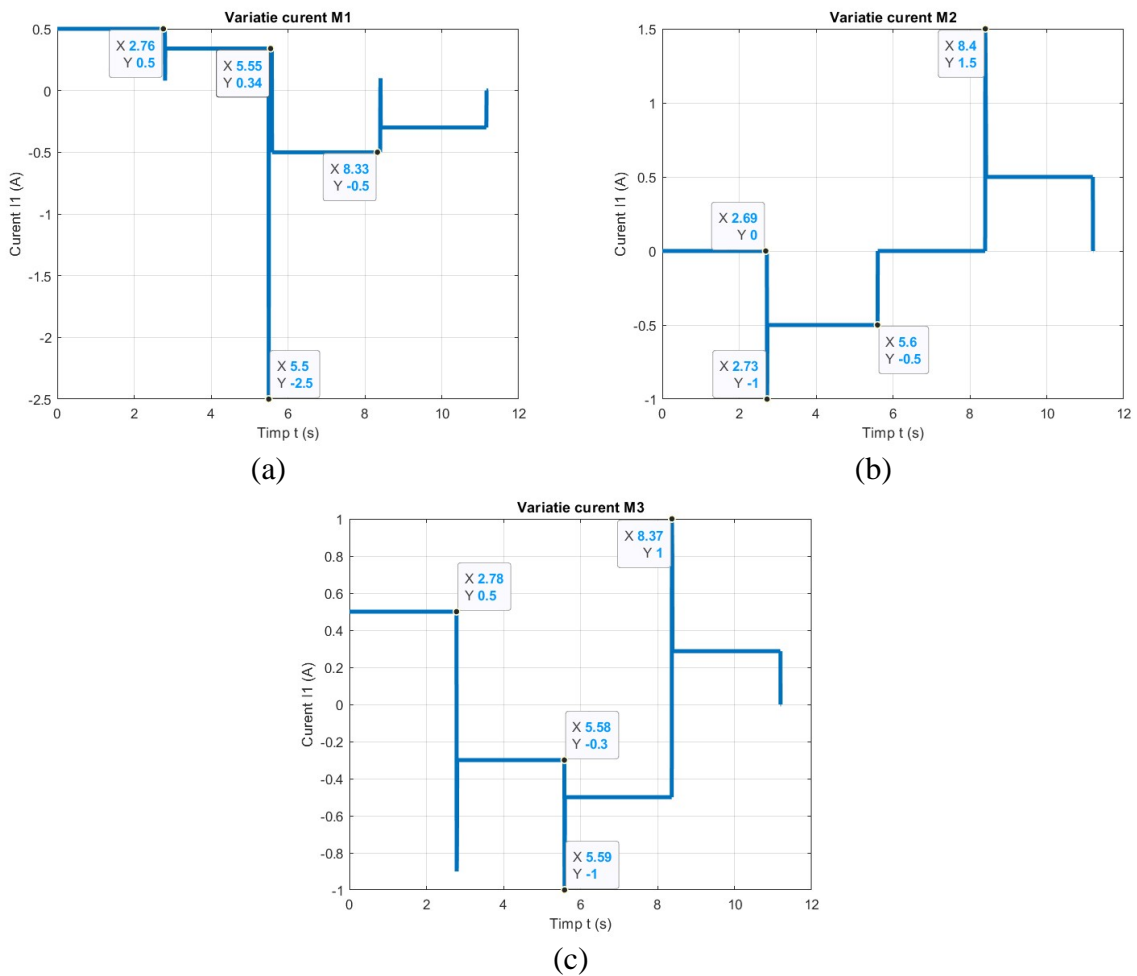 Variatie curent M1
0.5
0
-0.5
-1
-1.5
-2
-2.5
Curent I1 (A)
X 2.76
Y 0.5
X 5.55
Y 0.34
X 8.33
Y -0.5
X 5.5
Y -2.5
0 2 4 6 8 10 12
Timp t (s)
(a)
Variatie curent M2
1.5
1
0.5
0
-0.5
-1
Curent I1 (A)
X 8.4
Y 1.5
X 2.69
Y 0
X 5.6
Y -0.5
X 2.73
Y -1
0 2 4 6 8 10 12
Timp t (s)
(b)
Variatie curent M3
1
0.8
0.6
0.4
0.2
0
-0.2
-0.4
-0.6
-0.8
-1
Curent I1 (A)
X 8.37
Y 1
X 2.78
Y 0.5
X 5.58
Y -0.3
X 5.59
Y -1
0 2 4 6 8 10 12
Timp t (s)
(c)